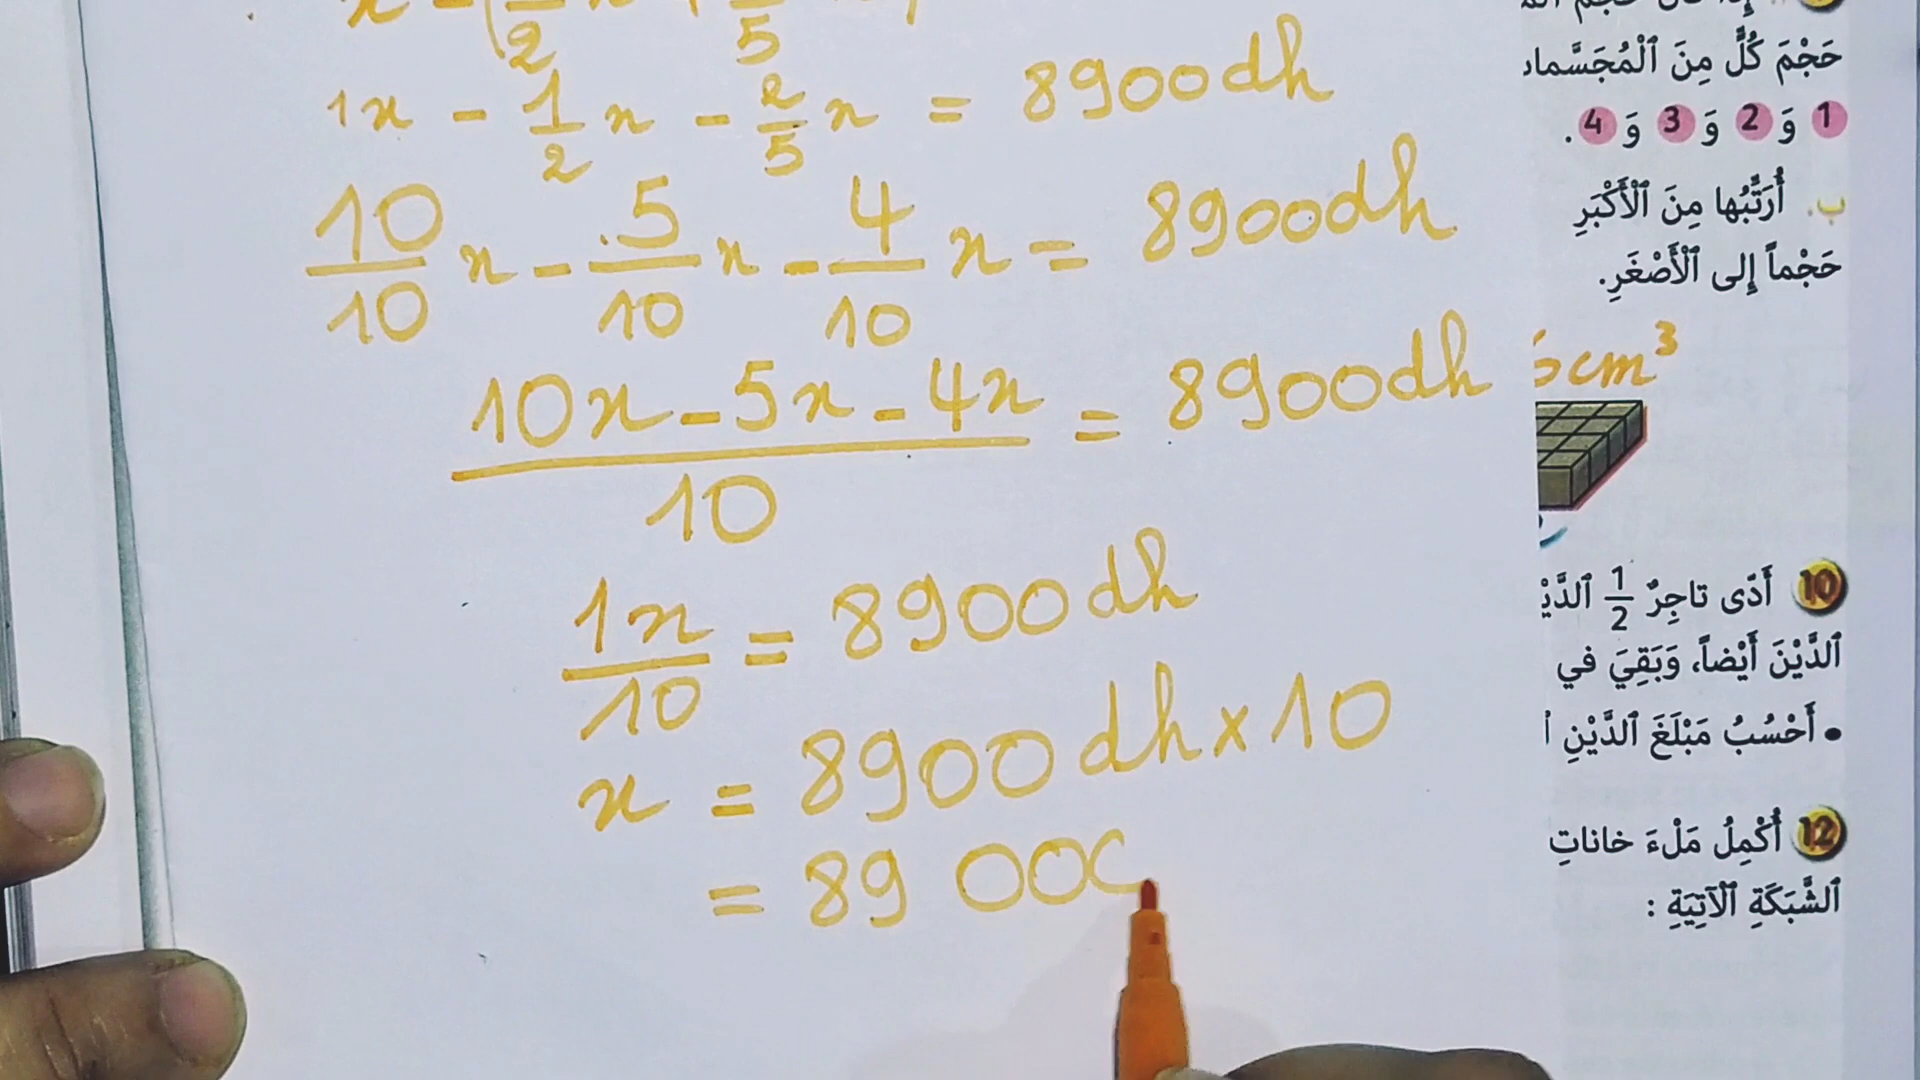 1x - 1/2 x - 2/5 x = 8900dh
10/10 x - 5/10 x - 4/10 x = 8900dh
10x - 5x - 4x / 10 = 8900dh
1x/10 = 8900dh
x = 8900dh x 10
= 89 000
حَجْمَ كُلٍّ مِنَ ٱلْمُجَسَّمات
1 وَ 2 وَ 3 وَ 4.
ب. أُرَتِّبُها مِنَ ٱلْأَكْبَرِ
حَجْماً إِلى ٱلْأَصْغَرِ.
cm³
10 أَدّى تاجِرٌ 1/2 ٱلدَّيْ
ٱلدَّيْنَ أَيْضاً، وَبَقِيَ في
• أَحْسُبُ مَبْلَغَ ٱلدَّيْنِ
12 أُكْمِلُ مَلْءَ خاناتِ
ٱلشَّبَكَةِ ٱلْآتِيَةِ :